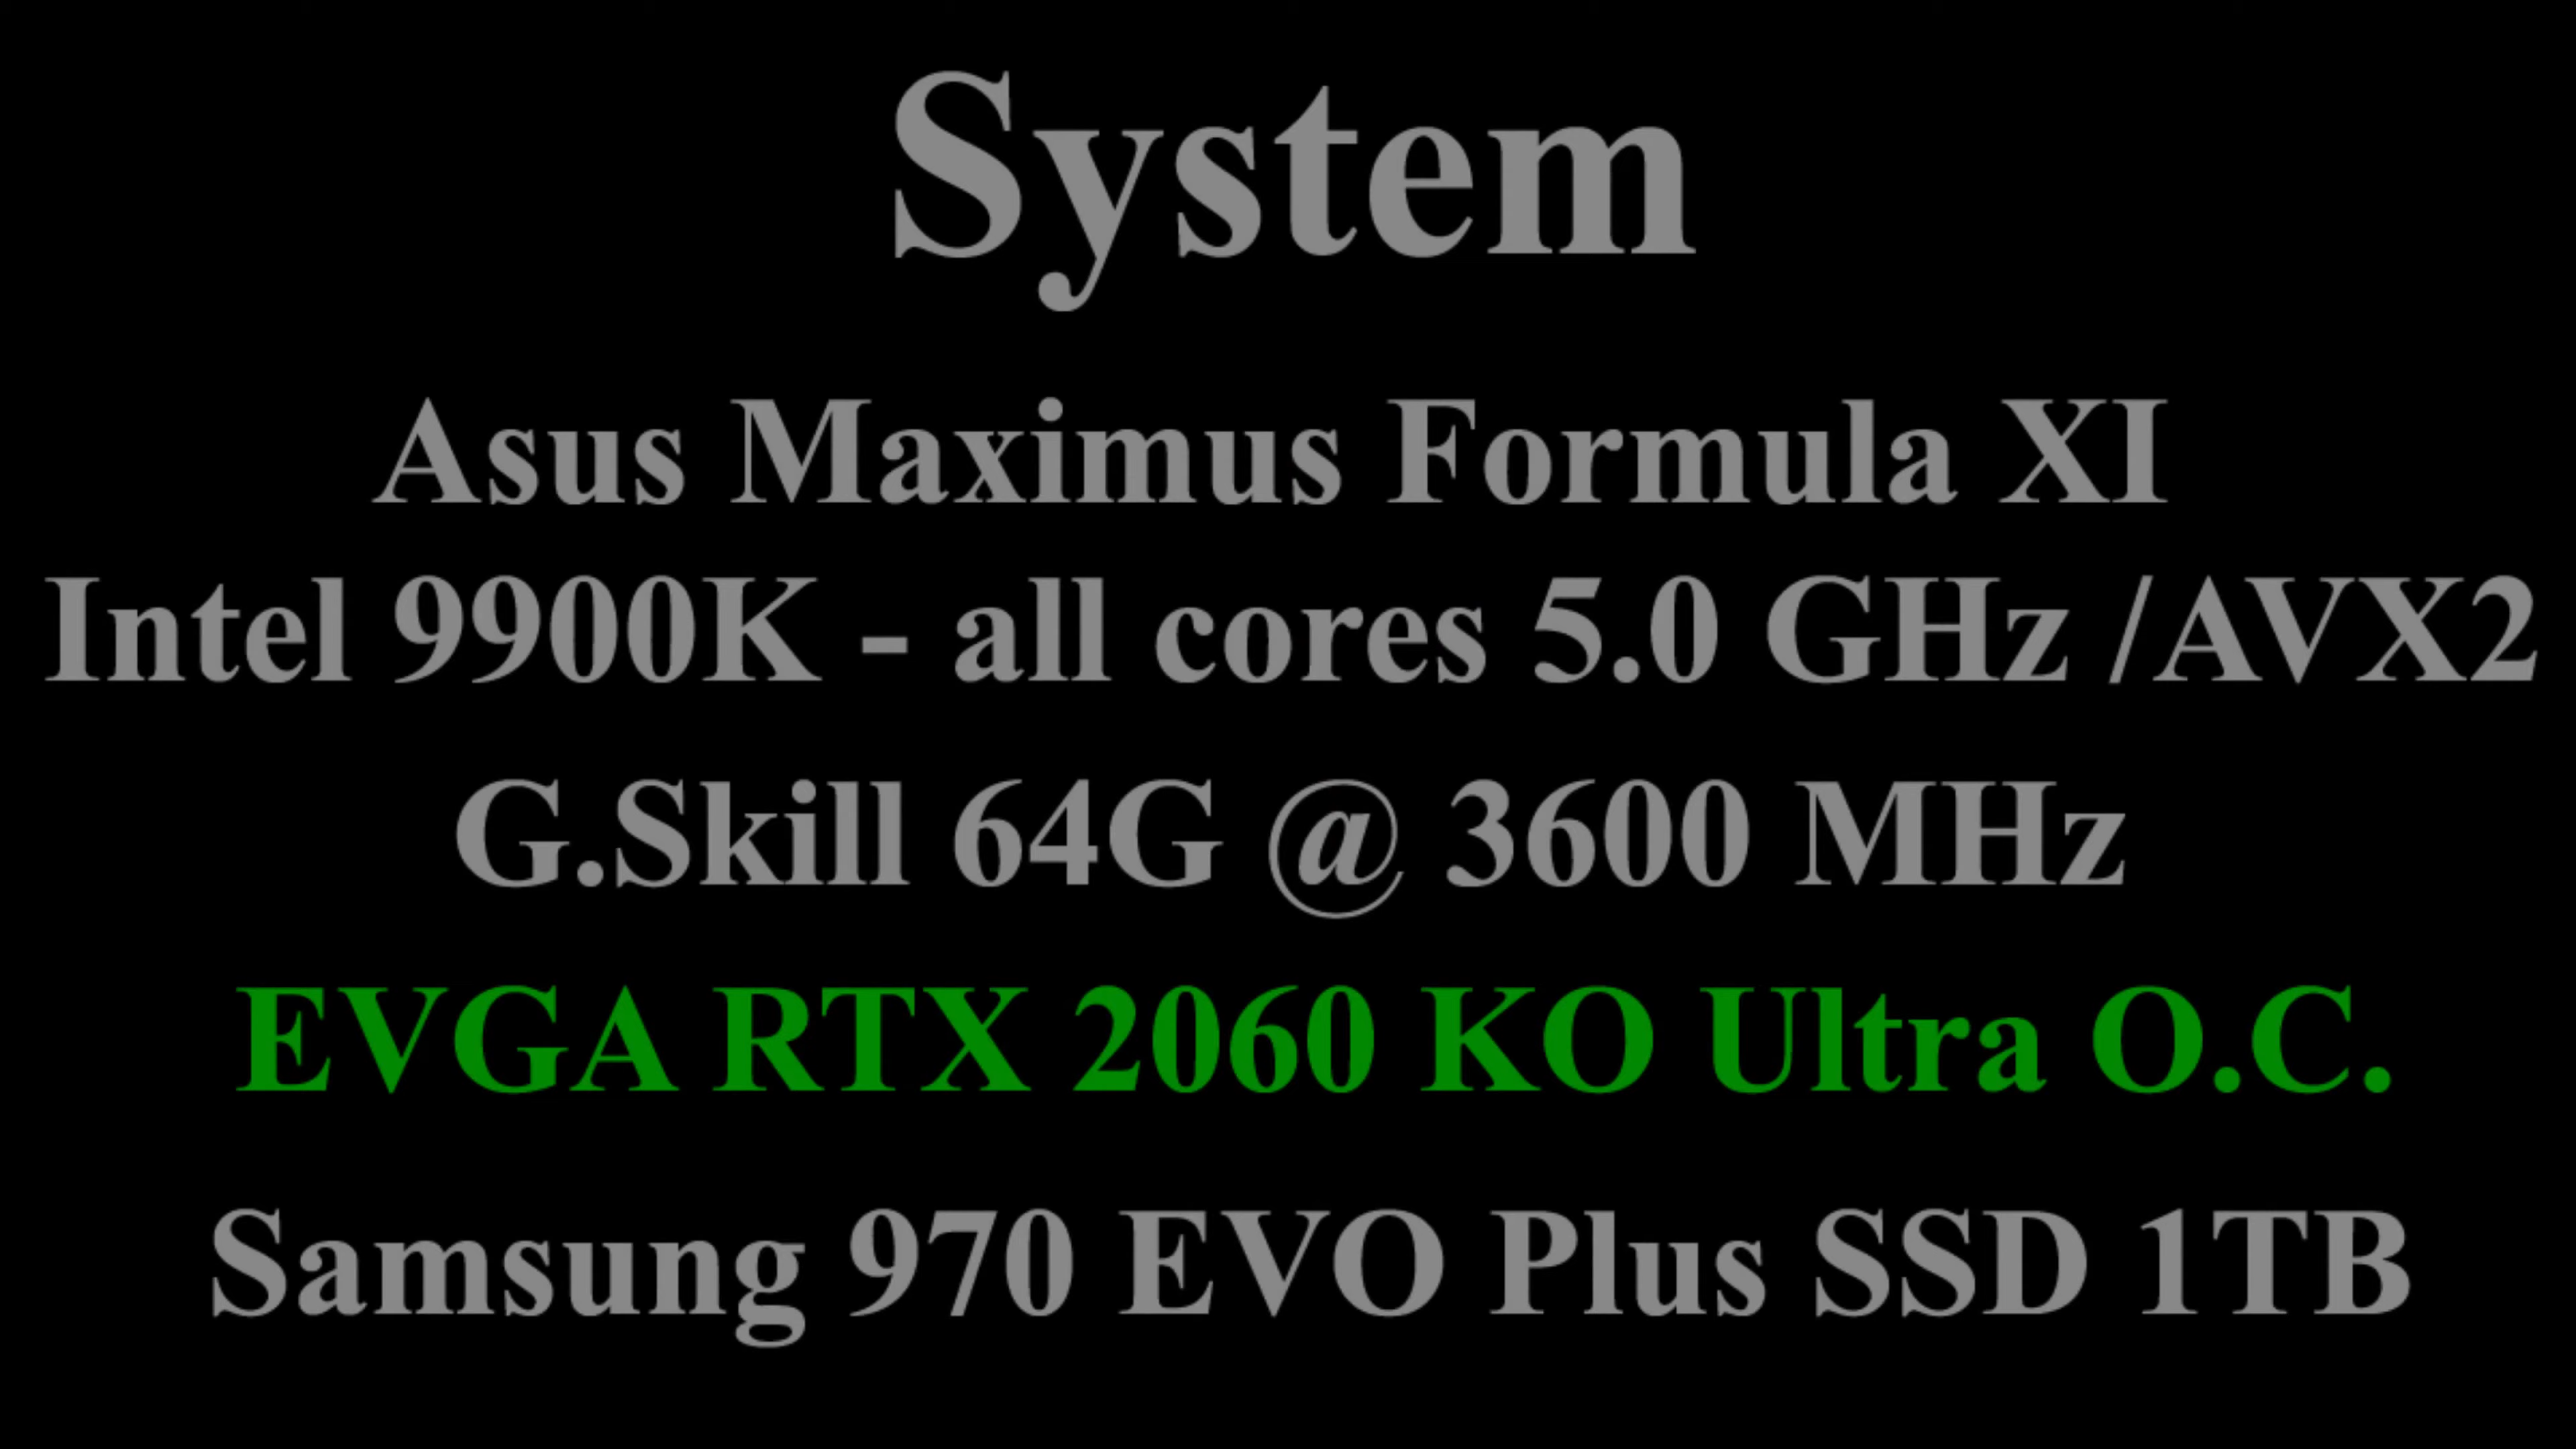 System
Asus Maximus Formula XI
Intel 9900K - all cores 5.0 GHz /AVX2
G.Skill 64G @ 3600 MHz
EVGA RTX 2060 KO Ultra O.C.
Samsung 970 EVO Plus SSD 1TB